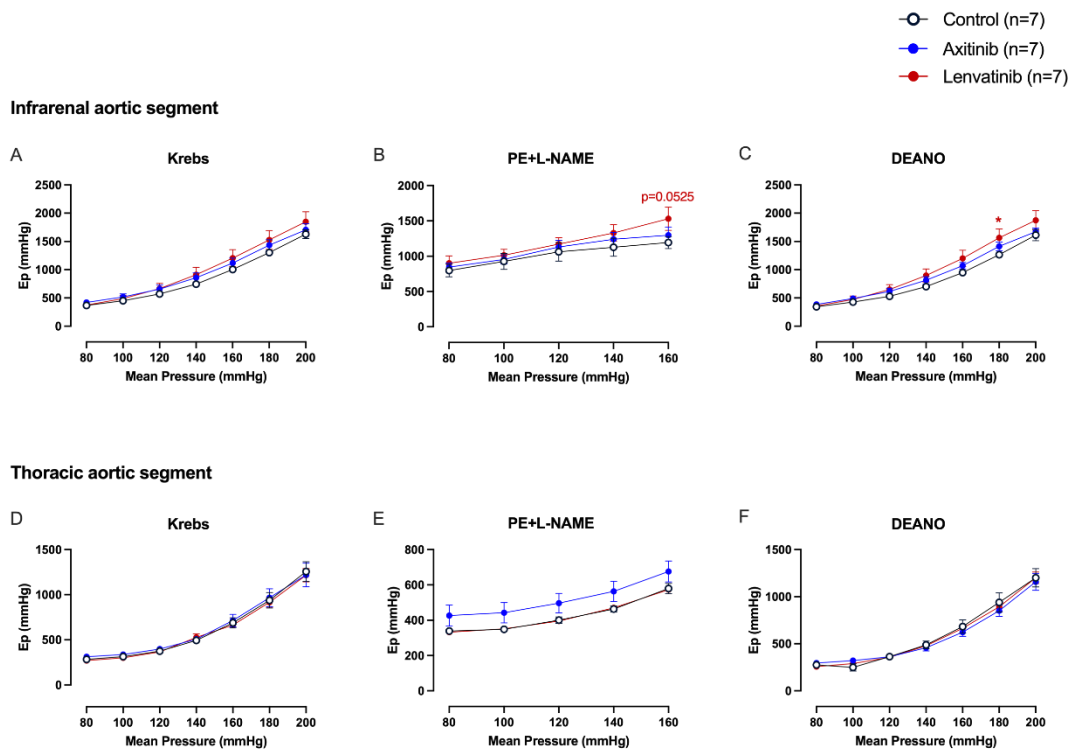 Control (n=7)
Axitinib (n=7)
Lenvatinib (n=7)
Infrarenal aortic segment
A
Krebs
Ep (mmHg)
2500
2000
1500
1000
500
0
80 100 120 140 160 180 200
Mean Pressure (mmHg)
B
PE+L-NAME
Ep (mmHg)
2000
1500
1000
500
0
p=0.0525
80 100 120 140 160
Mean Pressure (mmHg)
C
DEANO
Ep (mmHg)
2500
2000
1500
1000
500
0
*
80 100 120 140 160 180 200
Mean Pressure (mmHg)
Thoracic aortic segment
D
Krebs
Ep (mmHg)
1500
1000
500
0
80 100 120 140 160 180 200
Mean Pressure (mmHg)
E
PE+L-NAME
Ep (mmHg)
800
600
400
200
0
80 100 120 140 160
Mean Pressure (mmHg)
F
DEANO
Ep (mmHg)
1500
1000
500
0
80 100 120 140 160 180 200
Mean Pressure (mmHg)